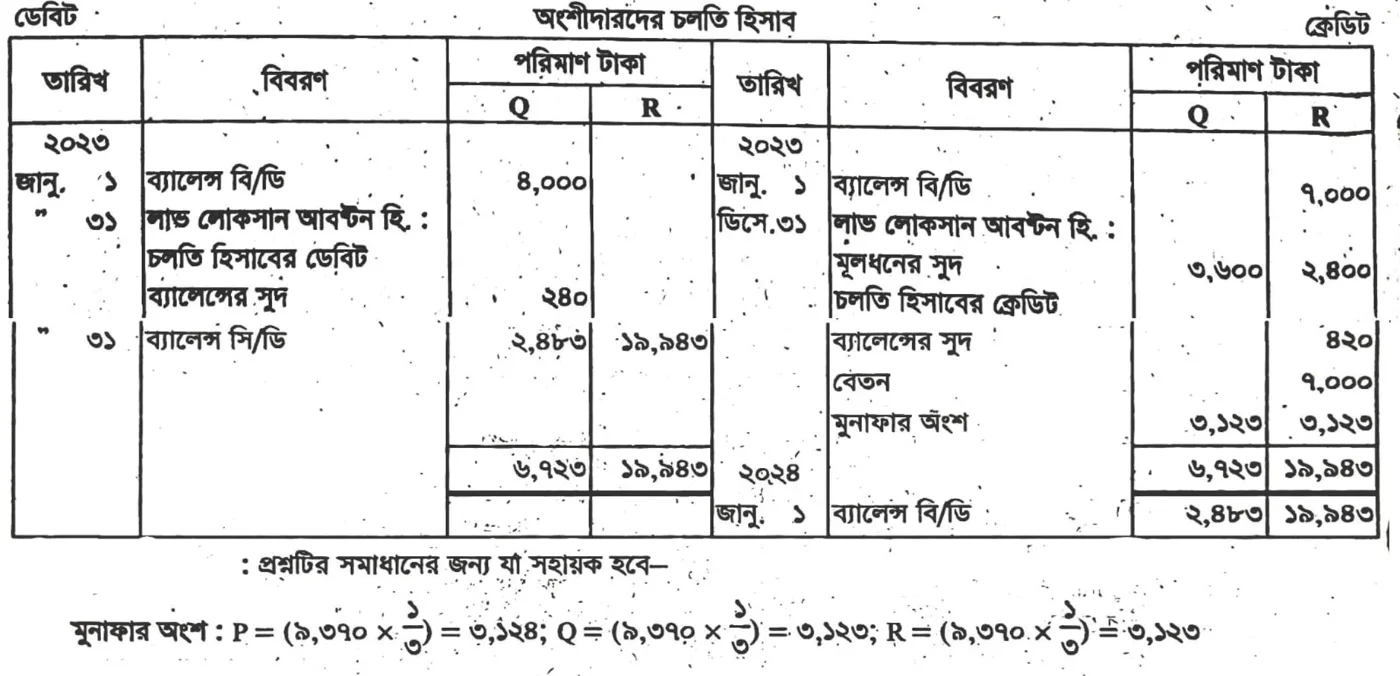 ডেবিট অংশীদারদের চলতি হিসাব ক্রেডিট
তারিখ বিবরণ পরিমাণ টাকা তারিখ বিবরণ পরিমাণ টাকা
Q R Q R
২০২৩ ২০২৩
জানু. ১ ব্যালেন্স বি/ডি ৪,০০০ জানু. ১ ব্যালেন্স বি/ডি ৭,০০০
” ৩১ লাভ লোকসান আবণ্টন হি. : ডিসে.৩১ লাভ লোকসান আবণ্টন হি. :
চলতি হিসাবের ডেবিট মূলধনের সুদ ৩,৬০০ ২,৪০০
ব্যালেন্সের সুদ ২৪০ চলতি হিসাবের ক্রেডিট
” ৩১ ব্যালেন্স সি/ডি ২,৪৮৩ ১৯,৯৪৩ ব্যালেন্সের সুদ ৪২০
বেতন ৭,০০০
মুনাফার অংশ ৩,১২৩ ৩,১২৩
৬,৭২৩ ১৯,৯৪৩ ২০২৪ ৬,৭২৩ ১৯,৯৪৩
জানু. ১ ব্যালেন্স বি/ডি ২,৪৮৩ ১৯,৯৪৩
: প্রশ্নটির সমাধানের জন্য যা সহায়ক হবে–
মুনাফার অংশ : P = (৯,৩৭০ × ১/৩) = ৩,১২৪; Q = (৯,৩৭০ × ১/৩) = ৩,১২৩; R = (৯,৩৭০ × ১/৩) = ৩,১২৩